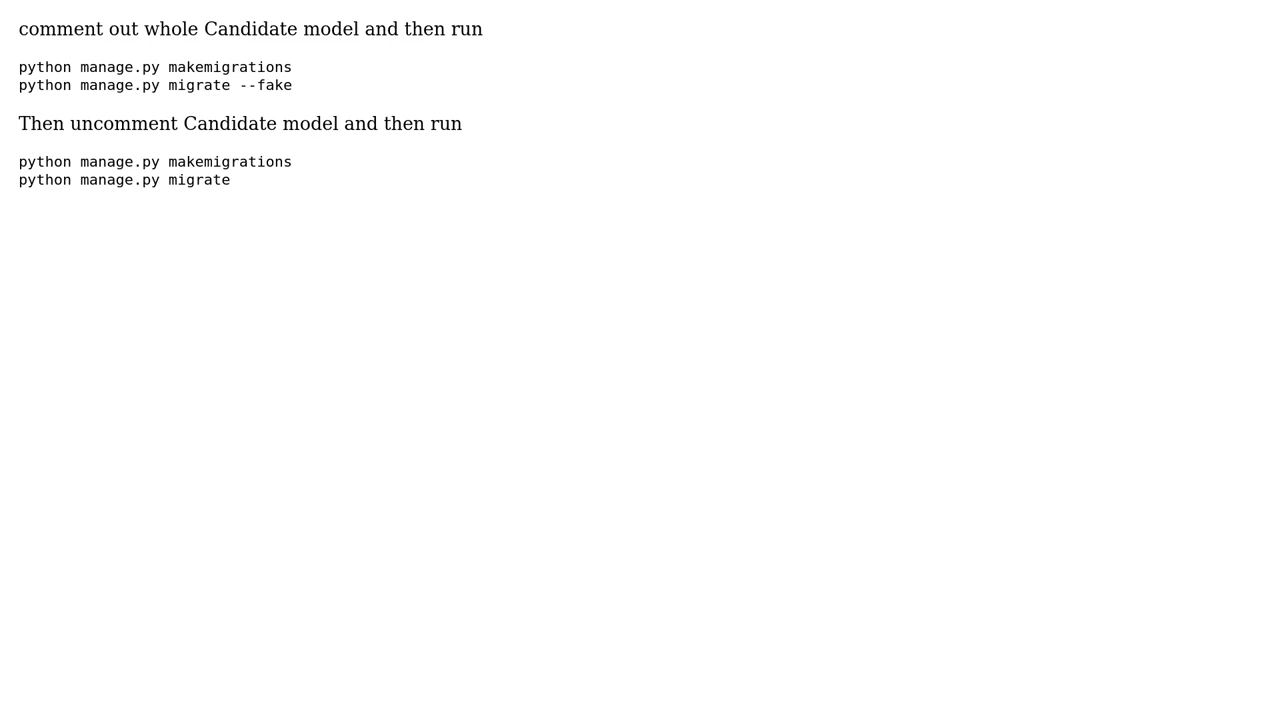 comment out whole Candidate model and then run
python manage.py makemigrations
python manage.py migrate --fake
Then uncomment Candidate model and then run
python manage.py makemigrations
python manage.py migrate